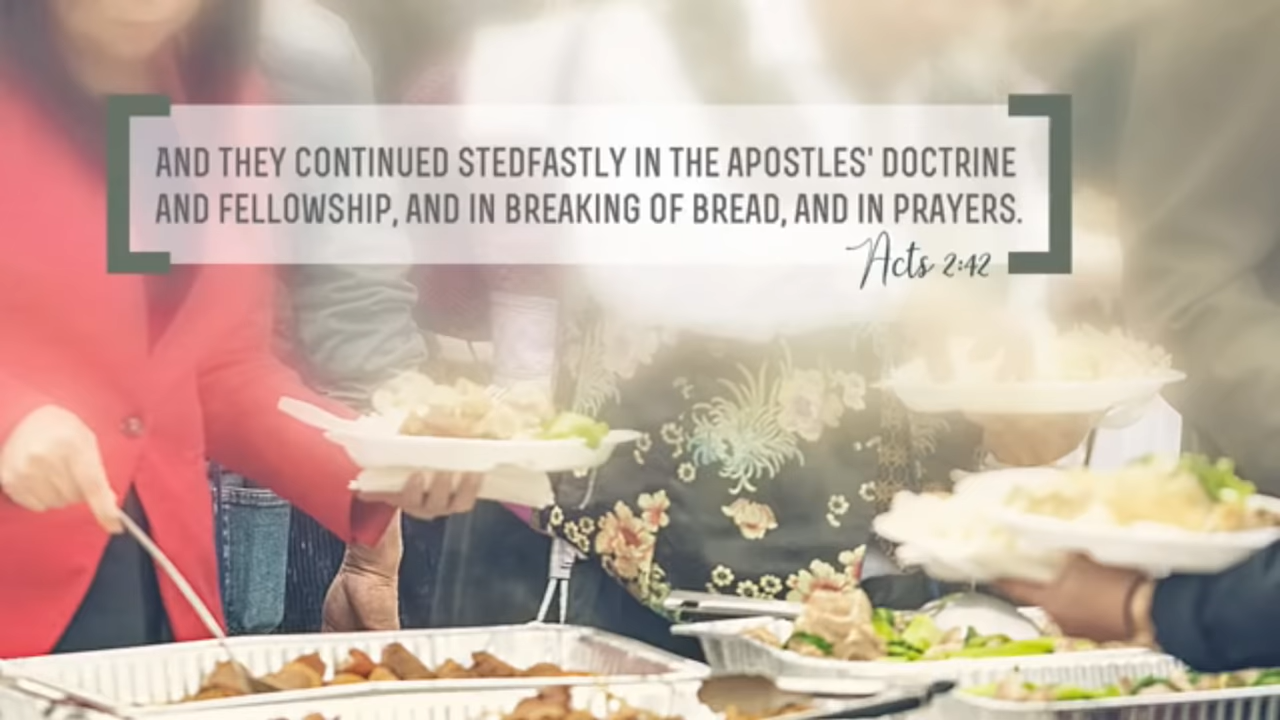 AND THEY CONTINUED STEDFASTLY IN THE APOSTLES' DOCTRINE
AND FELLOWSHIP, AND IN BREAKING OF BREAD, AND IN PRAYERS.
Acts 2:42